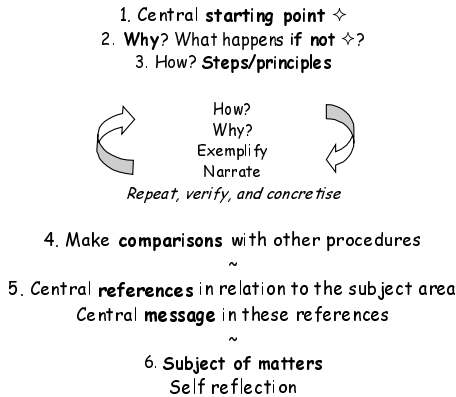 1. Central starting point ✧
2. Why? What happens if not ✧?
3. How? Steps/principles
How?
Why?
Exemplify
Narrate
Repeat, verify, and concretise
4. Make comparisons with other procedures
~
5. Central references in relation to the subject area
Central message in these references
~
6. Subject of matters
Self reflection